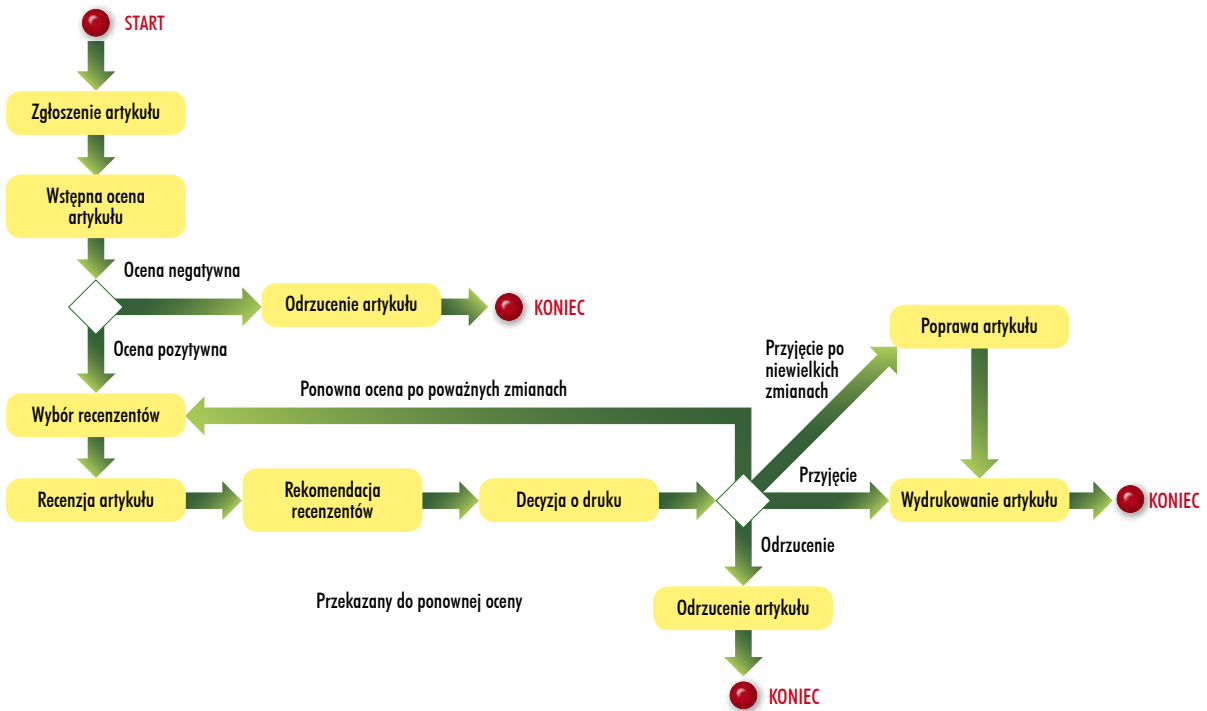 START
Zgłoszenie artykułu
Wstępna ocena
artykułu
Ocena negatywna
Odrzucenie artykułu
KONIEC
Ocena pozytywna
Poprawa artykułu
Przyjęcie po
niewielkich
zmianach
Ponowna ocena po poważnych zmianach
Wybór recenzentów
Recenzja artykułu
Rekomendacja
recenzentów
Decyzja o druku
Przyjęcie
Wydrukowanie artykułu
KONIEC
Odrzucenie
Przekazany do ponownej oceny
Odrzucenie artykułu
KONIEC